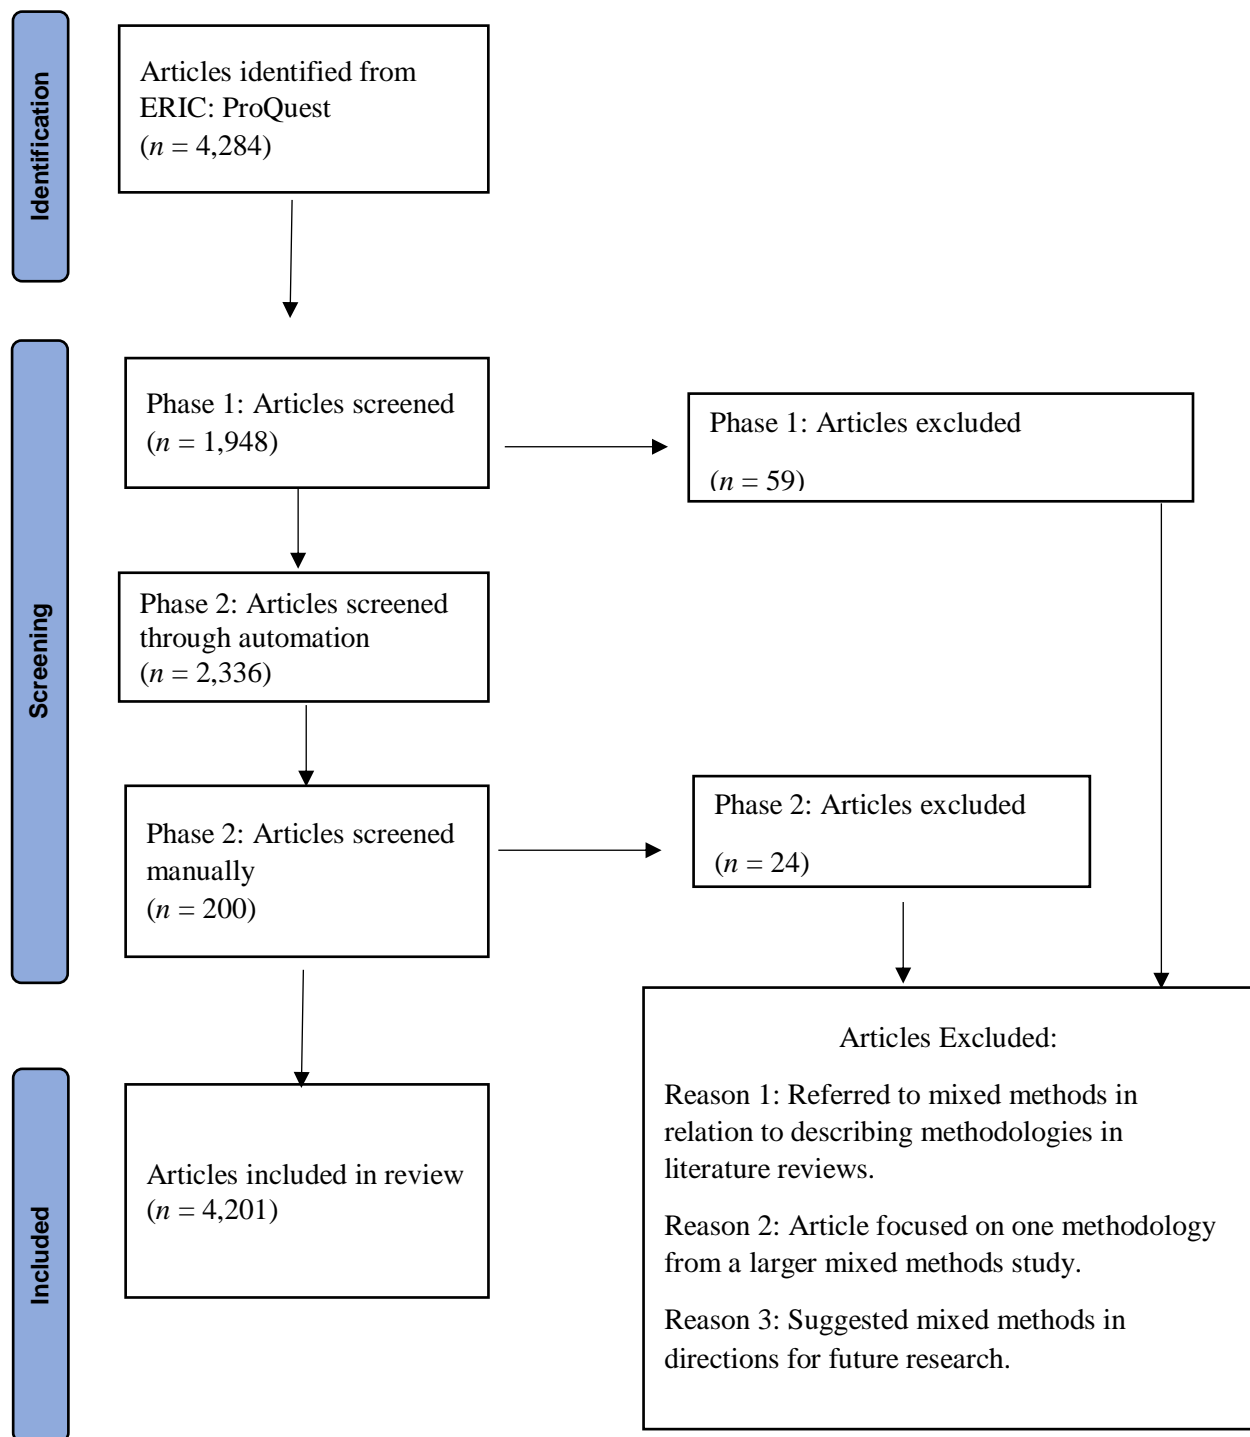 Identification
Articles identified from
ERIC: ProQuest
(n = 4,284)
Screening
Phase 1: Articles screened
(n = 1,948)
Phase 1: Articles excluded
(n = 59)
Phase 2: Articles screened
through automation
(n = 2,336)
Phase 2: Articles screened
manually
(n = 200)
Phase 2: Articles excluded
(n = 24)
Included
Articles included in review
(n = 4,201)
Articles Excluded:
Reason 1: Referred to mixed methods in
relation to describing methodologies in
literature reviews.
Reason 2: Article focused on one methodology
from a larger mixed methods study.
Reason 3: Suggested mixed methods in
directions for future research.